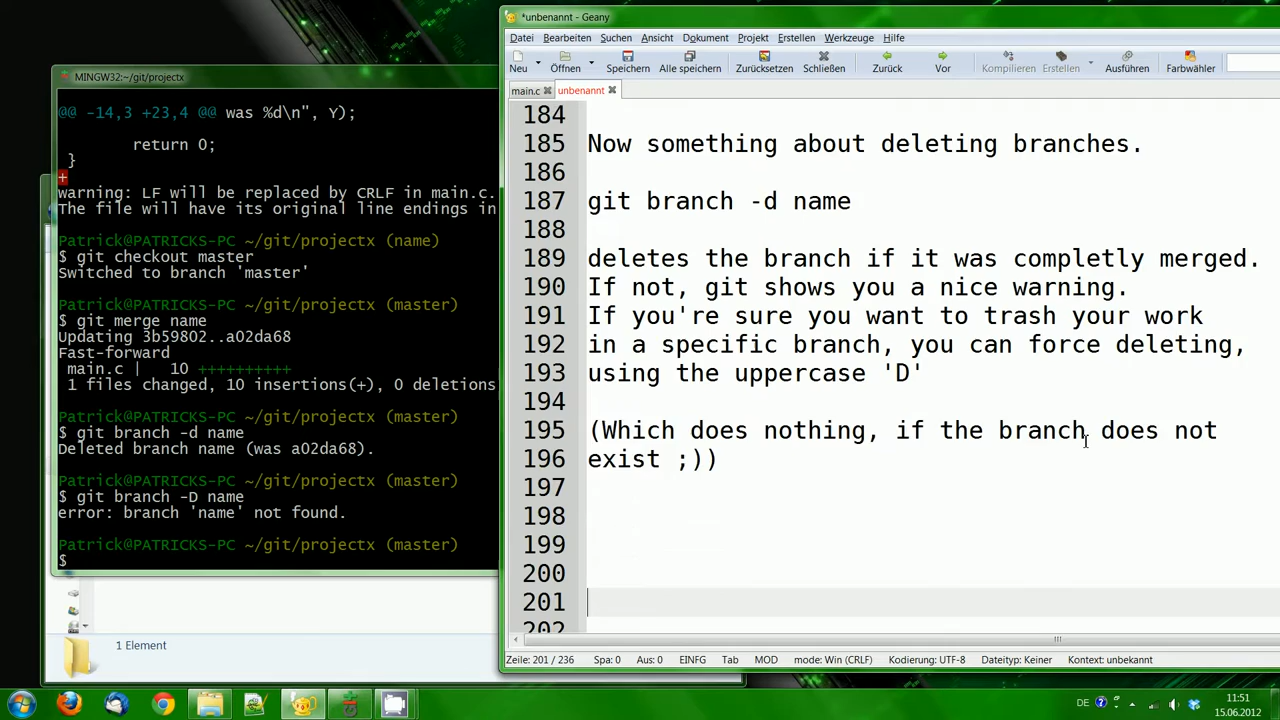 *unbenannt - Geany
Datei Bearbeiten Suchen Ansicht Dokument Projekt Erstellen Werkzeuge Hilfe
Neu Öffnen Speichern Alle speichern Zurücksetzen Schließen Zurück Vor Kompilieren Erstellen Ausführen Farbwähler
main.c unbenannt
184
185 Now something about deleting branches.
186
187 git branch -d name
188
189 deletes the branch if it was completly merged.
190 If not, git shows you a nice warning.
191 If you're sure you want to trash your work
192 in a specific branch, you can force deleting,
193 using the uppercase 'D'
194
195 (Which does nothing, if the branch does not
196 exist ;))
197
198
199
200
201
202
Zeile: 201 / 236 Spa: 0 Aus: 0 EINFG Tab MOD mode: Win (CRLF) Kodierung: UTF-8 Dateityp: Keiner Kontext: unbekannt
MINGW32:~/git/projectx
@@ -14,3 +23,4 @@ was %d\n", Y);
return 0;
}
+
warning: LF will be replaced by CRLF in main.c.
The file will have its original line endings in
Patrick@PATRICKS-PC ~/git/projectx (name)
$ git checkout master
Switched to branch 'master'
Patrick@PATRICKS-PC ~/git/projectx (master)
$ git merge name
Updating 3b59802..a02da68
Fast-forward
main.c | 10 ++++++++++
1 files changed, 10 insertions(+), 0 deletions
Patrick@PATRICKS-PC ~/git/projectx (master)
$ git branch -d name
Deleted branch name (was a02da68).
Patrick@PATRICKS-PC ~/git/projectx (master)
$ git branch -D name
error: branch 'name' not found.
Patrick@PATRICKS-PC ~/git/projectx (master)
$
1 Element
DE
11:51
15.06.2012